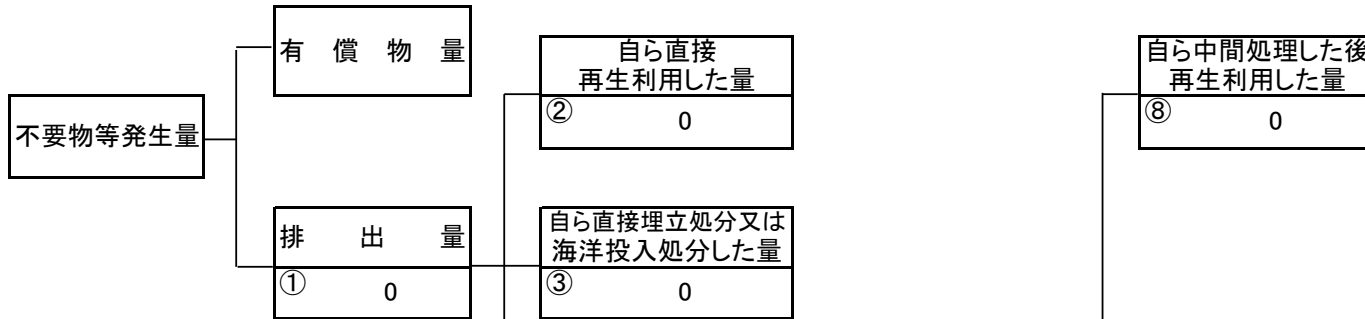 有償物量
自ら直接
再生利用した量
②
0
自ら中間処理した後
再生利用した量
⑧
0
不要物等発生量
排出量
①
0
自ら直接埋立処分又は
海洋投入処分した量
③
0